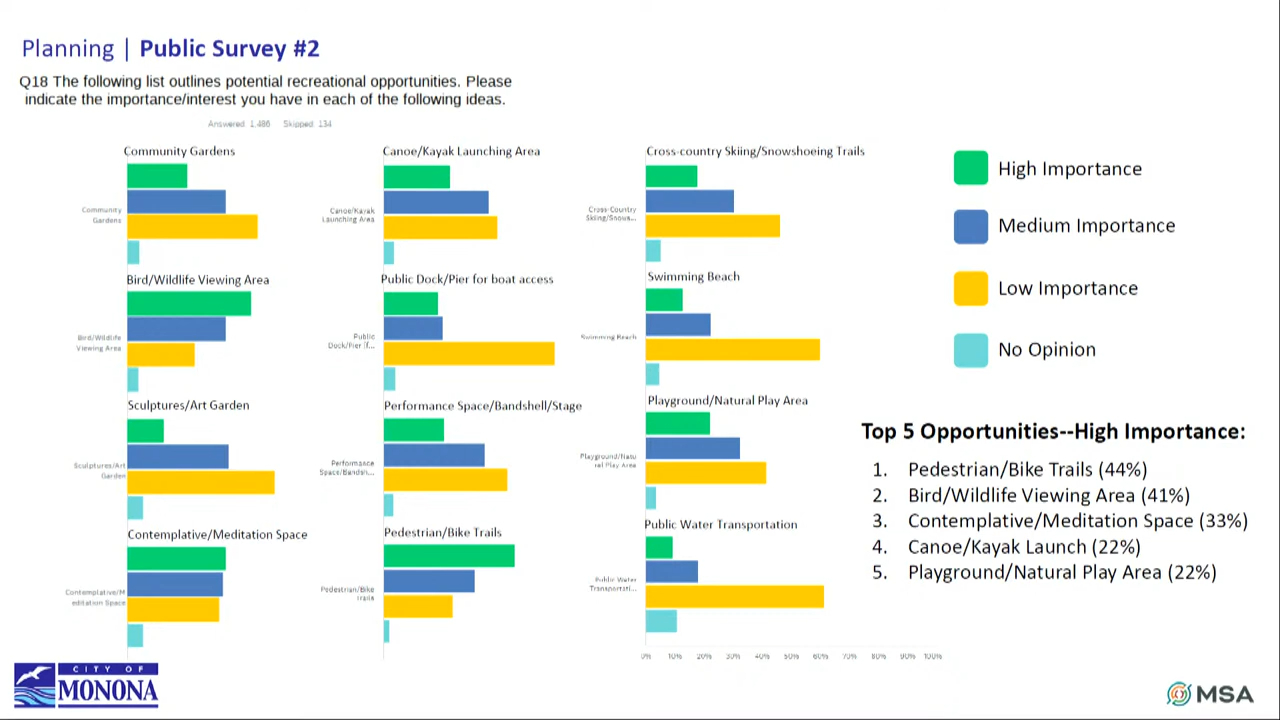 Planning | Public Survey #2
Q18 The following list outlines potential recreational opportunities. Please
indicate the importance/interest you have in each of the following ideas.
Answered: 1,486 Skipped: 134
Community Gardens
Community
Gardens
Bird/Wildlife Viewing Area
Bird/Wildlife
Viewing Area
Sculptures/Art Garden
Sculptures/Art
Garden
Contemplative/Meditation Space
Contemplative/M
editation Space
Canoe/Kayak Launching Area
Canoe/Kayak
Launching Area
Public Dock/Pier for boat access
Public
Dock/Pier (f...
Performance Space/Bandshell/Stage
Performance
Space/Bandsh...
Pedestrian/Bike Trails
Pedestrian/Bike
Trails
Cross-country Skiing/Snowshoeing Trails
Cross-Country
Skiing/Snows...
Swimming Beach
Swimming Beach
Playground/Natural Play Area
Playground/Natu
ral Play Area
Public Water Transportation
Public Water
Transportati...
0% 10% 20% 30% 40% 50% 60% 70% 80% 90% 100%
High Importance
Medium Importance
Low Importance
No Opinion
Top 5 Opportunities--High Importance:
1. Pedestrian/Bike Trails (44%)
2. Bird/Wildlife Viewing Area (41%)
3. Contemplative/Meditation Space (33%)
4. Canoe/Kayak Launch (22%)
5. Playground/Natural Play Area (22%)
CITY OF
MONONA
MSA